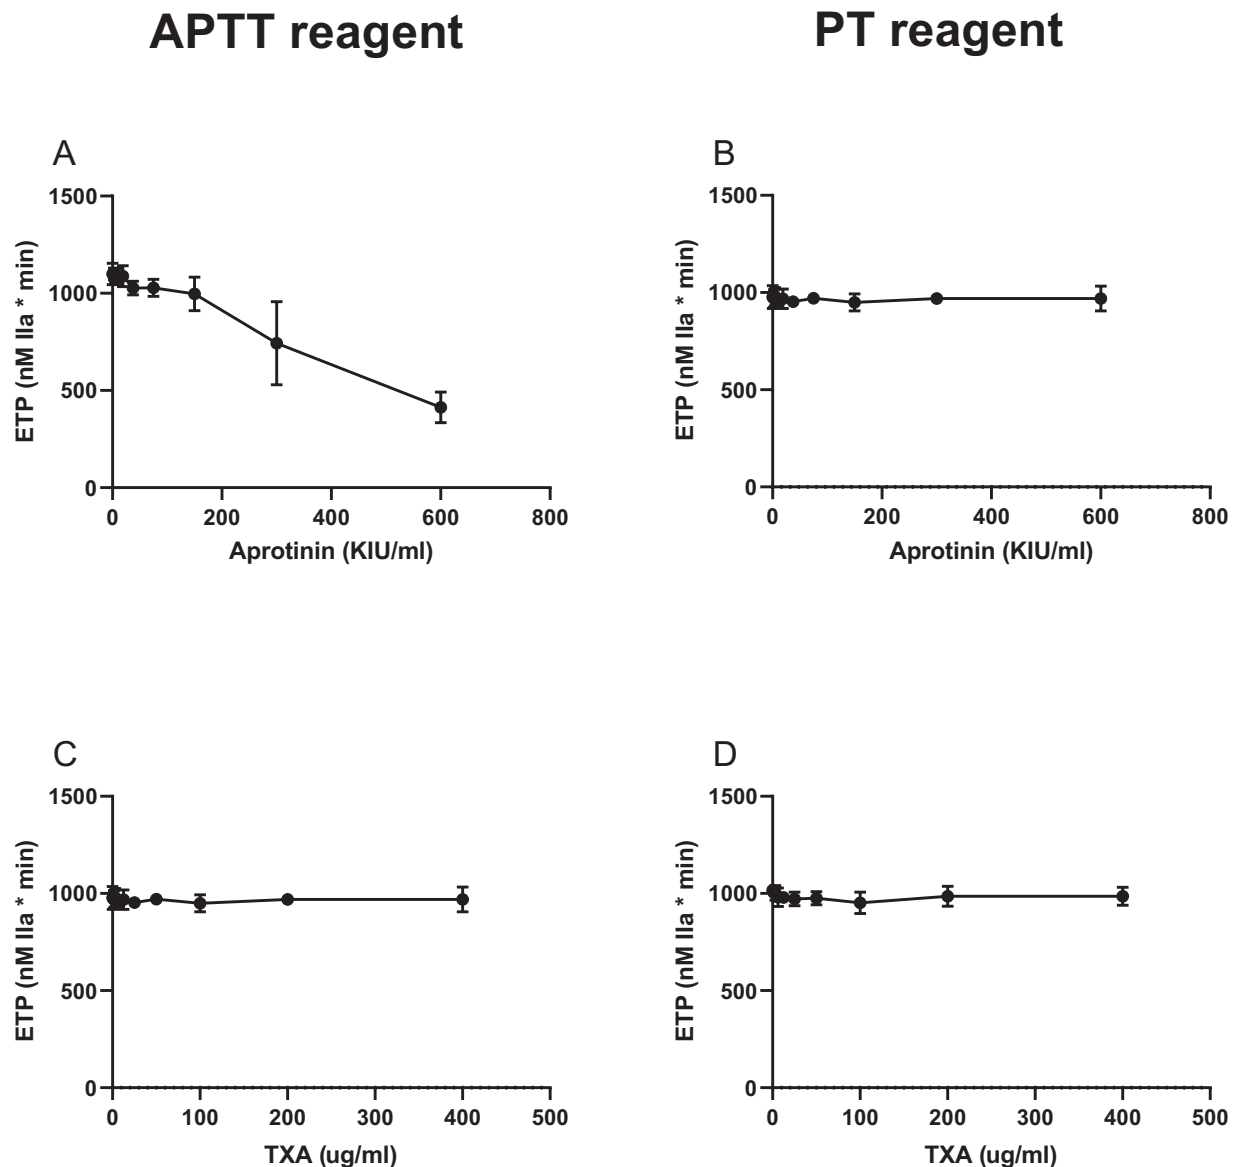 APTT reagent
PT reagent
A
1500
1000
500
0
ETP (nM IIa * min)
0 200 400 600 800
Aprotinin (KIU/ml)
B
1500
1000
500
0
ETP (nM IIa * min)
0 200 400 600 800
Aprotinin (KIU/ml)
C
1500
1000
500
0
ETP (nM IIa * min)
0 100 200 300 400 500
TXA (ug/ml)
D
1500
1000
500
0
ETP (nM IIa * min)
0 100 200 300 400 500
TXA (ug/ml)